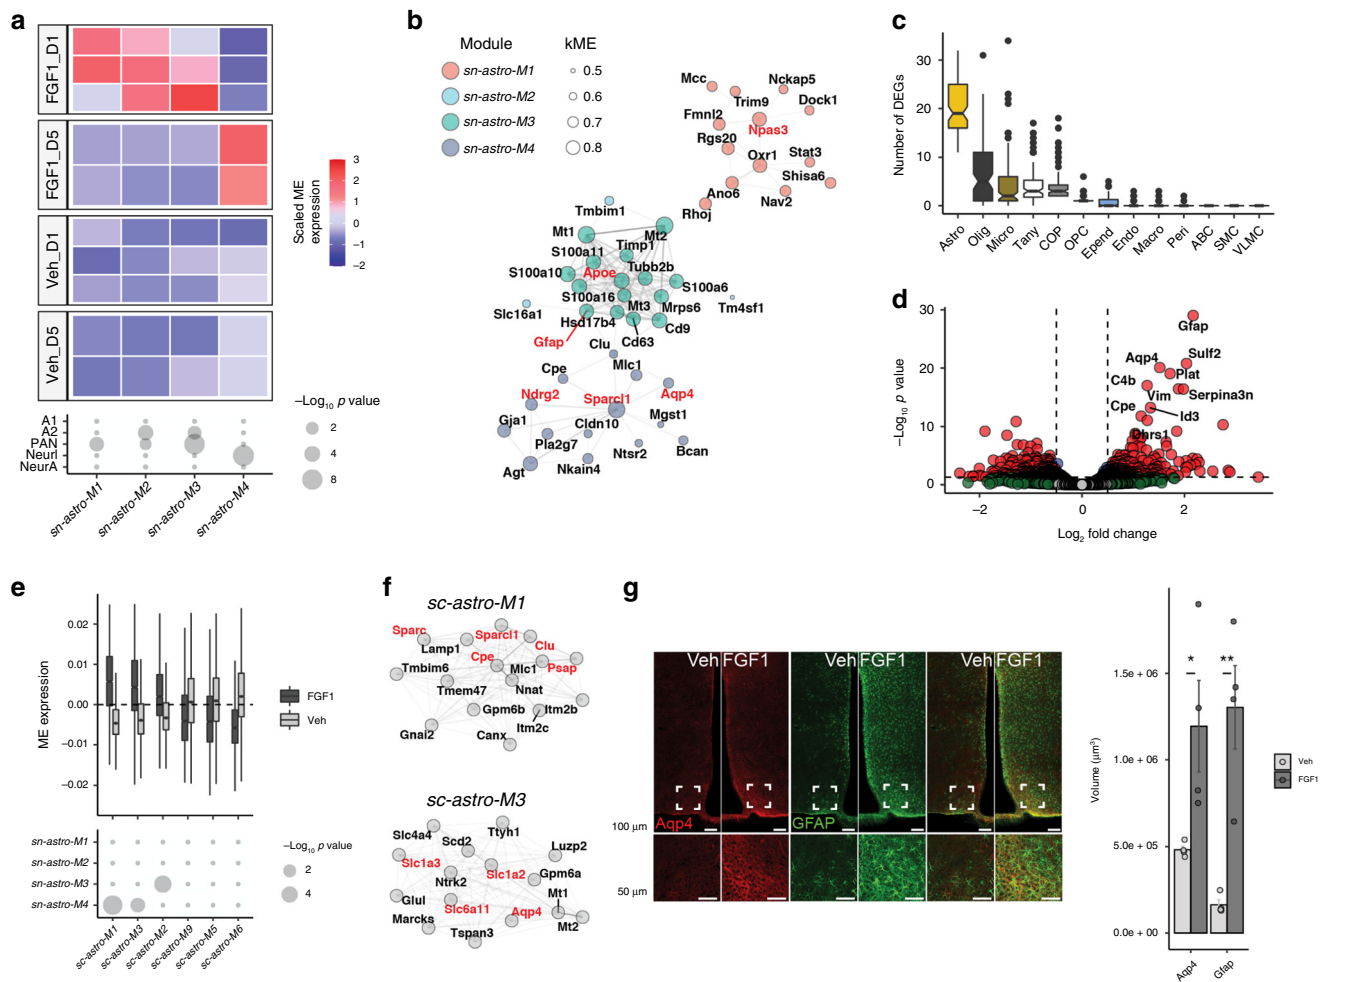 a
FGF1_D1
FGF1_D5
Veh_D1
Veh_D5
3
2
1
0
−1
−2
Scaled ME
expression
A1
A2
PAN
NeurI
NeurA
sn-astro-M1
sn-astro-M2
sn-astro-M3
sn-astro-M4
−Log10 p value
2
4
8
b
Module
kME
sn-astro-M1
sn-astro-M2
sn-astro-M3
sn-astro-M4
0.5
0.6
0.7
0.8
Mcc
Nckap5
Trim9
Dock1
Fmnl2
Npas3
Rgs20
Oxr1
Stat3
Shisa6
Ano6
Nav2
Rhoj
Tmbim1
Mt1
Mt2
Timp1
S100a11
Tubb2b
S100a10
Apoe
S100a6
S100a16
Mt3
Mrps6
Tm4sf1
Slc16a1
Hsd17b4
Cd9
Gfap
Clu
Cd63
Cpe
Mlc1
Ndrg2
Sparcl1
Aqp4
Gja1
Cldn10
Mgst1
Pla2g7
Ntsr2
Bcan
Agt
Nkain4
c
Number of DEGs
30
20
10
0
Astro
Olig
Micro
Tany
COP
OPC
Epend
Endo
Macro
Peri
ABC
SMC
VLMC
d
−Log10 p value
30
20
10
0
Gfap
Aqp4
Sulf2
Plat
C4b
Vim
Serpina3n
Cpe
Id3
Dhrs1
−2
0
2
Log2 fold change
e
ME expression
0.02
0.01
0.00
−0.01
−0.02
FGF1
Veh
sn-astro-M1
sn-astro-M2
sn-astro-M3
sn-astro-M4
−Log10 p value
2
4
sc-astro-M1
sc-astro-M3
sc-astro-M2
sc-astro-M9
sc-astro-M5
sc-astro-M6
f
sc-astro-M1
Sparc
Sparcl1
Lamp1
Clu
Cpe
Tmbim6
Mlc1
Psap
Tmem47
Nnat
Gpm6b
Itm2b
Gnai2
Canx
Itm2c
sc-astro-M3
Slc4a4
Ttyh1
Scd2
Luzp2
Slc1a3
Slc1a2
Ntrk2
Gpm6a
Glul
Mt1
Slc6a11
Aqp4
Marcks
Mt2
Tspan3
g
Veh FGF1
Veh FGF1
Veh FGF1
Aqp4
GFAP
100 μm
50 μm
Volume (μm3)
1.5e + 06
1.0e + 06
5.0e + 05
0.0e + 00
*
**
Aqp4
Gfap
Veh
FGF1